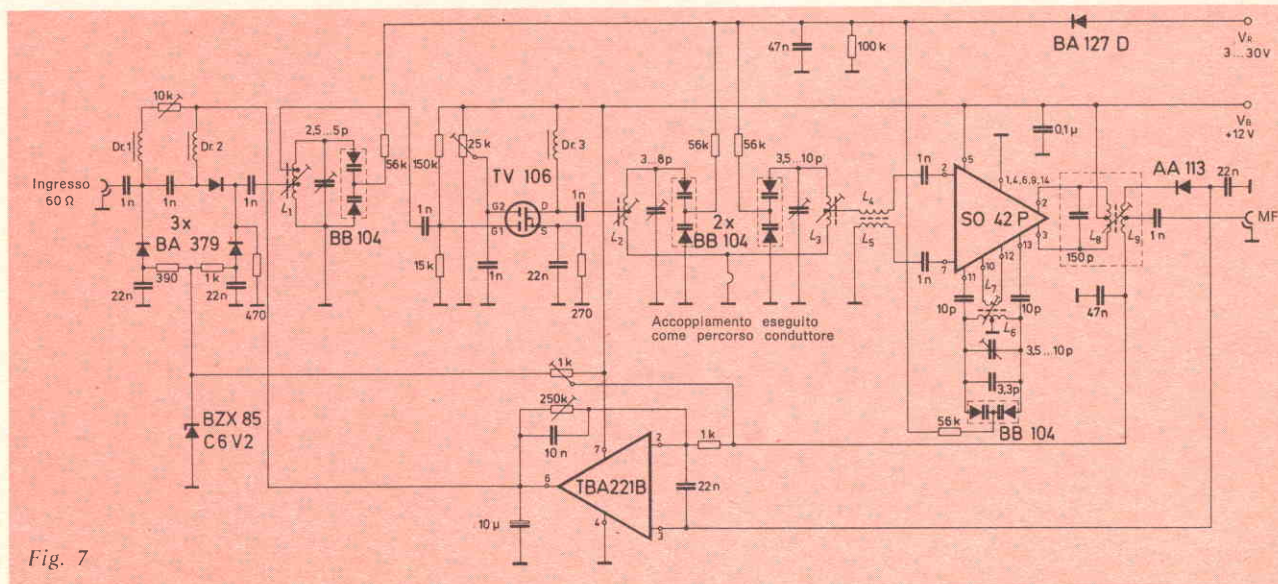 BA 127 D
V_R
3...30V
47n
100k
V_B
+12V
10k
Dr.1
Dr.2
2,5...5p
56k
150k
25k
Dr.3
TV 106
56k
56k
3...8p
3,5...10p
0,1µ
AA 113
22n
Ingresso
60 Ω
1n
1n
1n
L₁
1n
G2
G1
D
S
1n
L₂
L₃
L₄
L₅
1n
1n
2
5
1,4,6,9,14
SO 42 P
2
3
7
11
10
12
13
L₈
L₉
150p
1n
MF
3x
BA 379
390
1k
22n
22n
470
BB 104
15k
1n
22n
270
2x
BB 104
Accoppiamento eseguito
come percorso conduttore
10p
L₇
L₆
10p
47n
3,5...10p
3,3p
56k
BB 104
1k
250k
10n
BZX 85
C6 V2
7
2
1k
6
TBA221B
22n
10 µ
4
3
Fig. 7